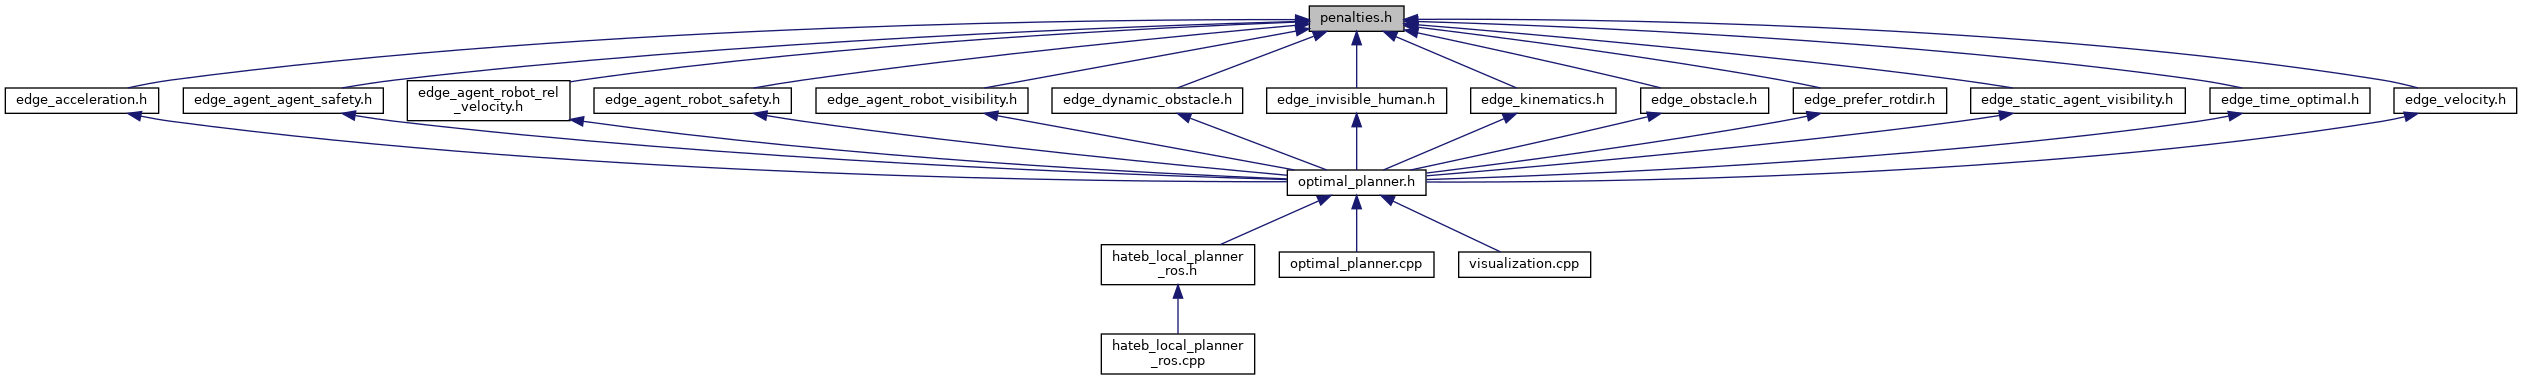 penalties.h
edge_acceleration.h
edge_agent_agent_safety.h
edge_agent_robot_rel
_velocity.h
edge_agent_robot_safety.h
edge_agent_robot_visibility.h
edge_dynamic_obstacle.h
edge_invisible_human.h
edge_kinematics.h
edge_obstacle.h
edge_prefer_rotdir.h
edge_static_agent_visibility.h
edge_time_optimal.h
edge_velocity.h
optimal_planner.h
hateb_local_planner
_ros.h
optimal_planner.cpp
visualization.cpp
hateb_local_planner
_ros.cpp